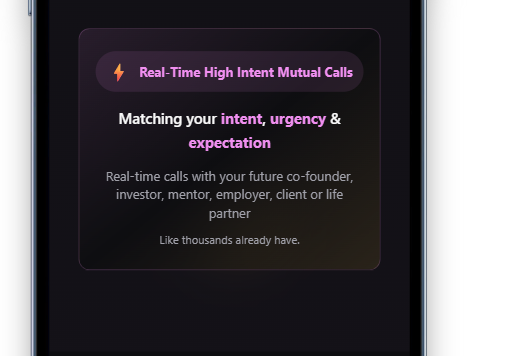 Real-Time High Intent Mutual Calls
Matching your intent, urgency &
expectation
Real-time calls with your future co-founder,
investor, mentor, employer, client or life
partner
Like thousands already have.